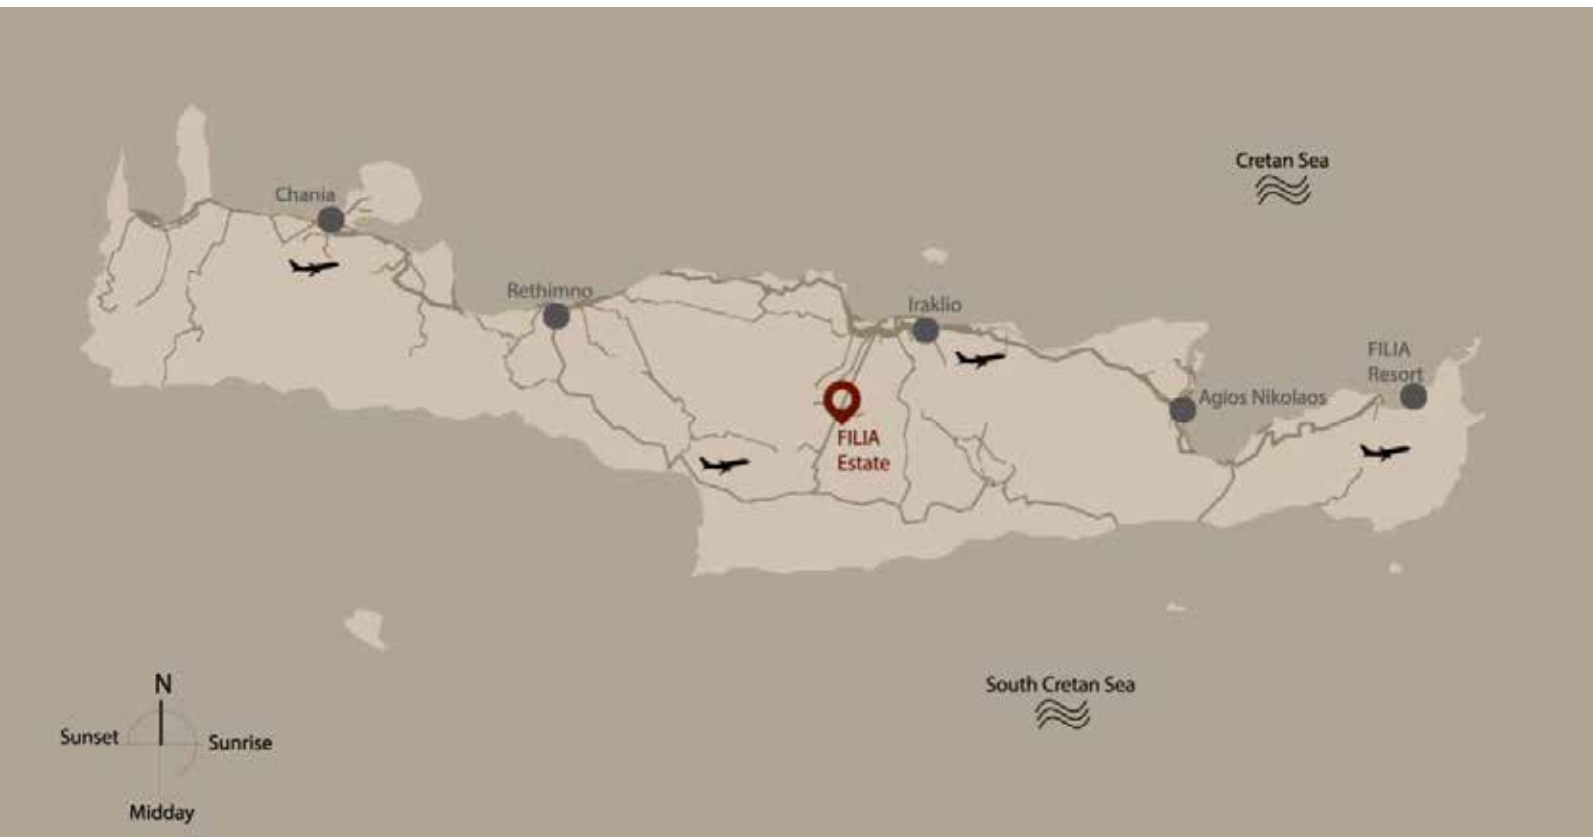 Cretan Sea
Chania
Rethimno
Iraklio
FILIA
Resort
Agios Nikolaos
FILIA
Estate
South Cretan Sea
N
Sunset
Sunrise
Midday